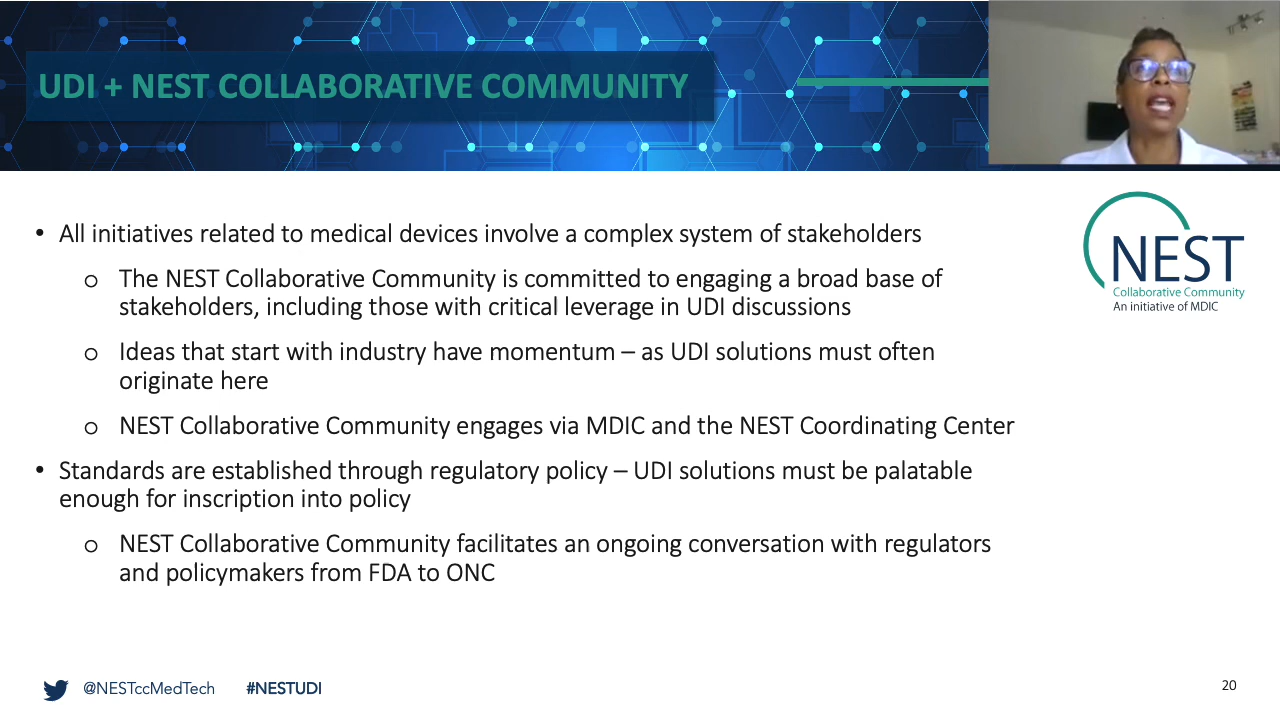 UDI + NEST COLLABORATIVE COMMUNITY
• All initiatives related to medical devices involve a complex system of stakeholders
o The NEST Collaborative Community is committed to engaging a broad base of
stakeholders, including those with critical leverage in UDI discussions
o Ideas that start with industry have momentum – as UDI solutions must often
originate here
o NEST Collaborative Community engages via MDIC and the NEST Coordinating Center
• Standards are established through regulatory policy – UDI solutions must be palatable
enough for inscription into policy
o NEST Collaborative Community facilitates an ongoing conversation with regulators
and policymakers from FDA to ONC
NEST
Collaborative Community
An initiative of MDIC
@NESTccMedTech #NESTUDI
20